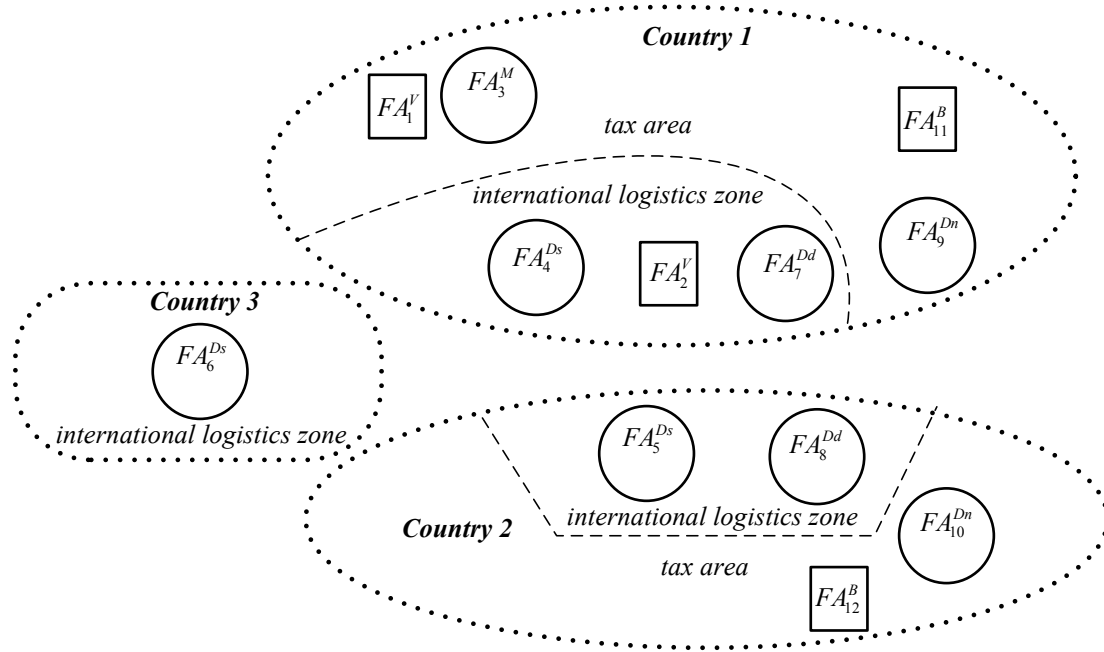 Country 1
FA_3^M
FA_1^V
FA_11^B
tax area
international logistics zone
FA_4^{Ds}
FA_2^V
FA_7^{Dd}
FA_9^{Dn}
Country 3
FA_6^{Ds}
international logistics zone
FA_5^{Ds}
FA_8^{Dd}
international logistics zone
Country 2
FA_10^{Dn}
tax area
FA_12^B